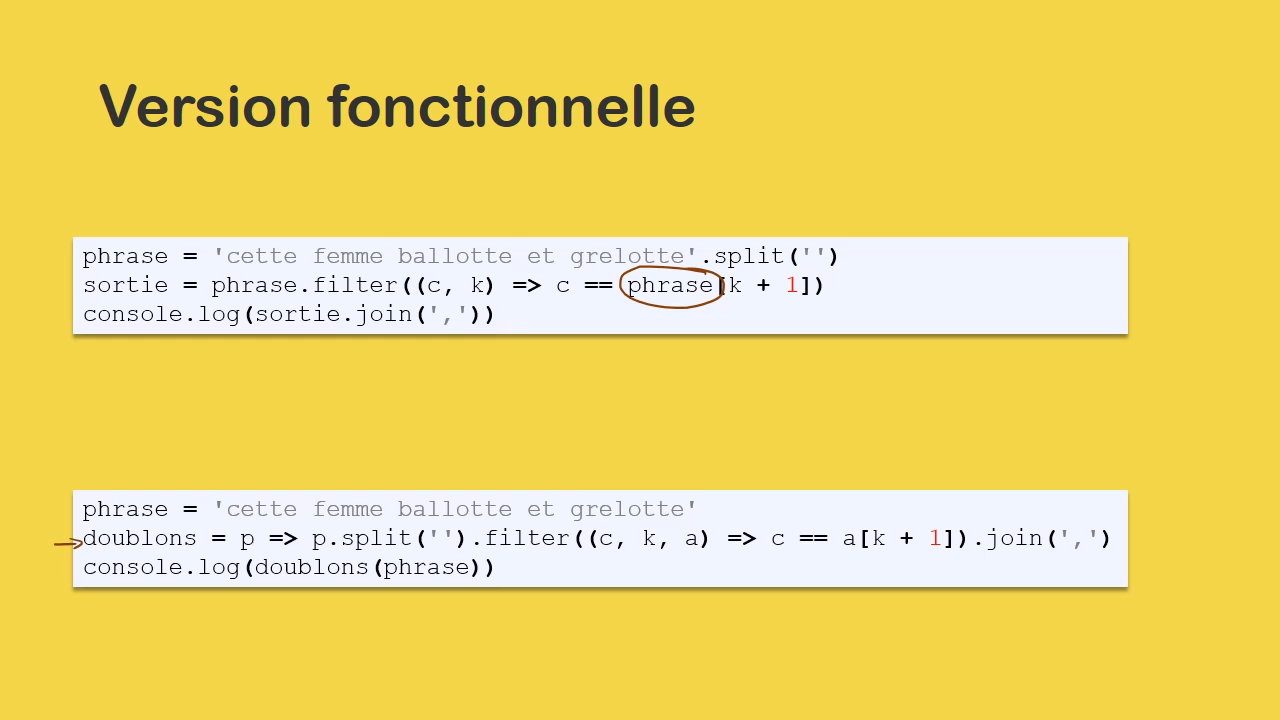 Version fonctionnelle
phrase = 'cette femme ballotte et grelotte'.split('')
sortie = phrase.filter((c, k) => c == phrase[k + 1])
console.log(sortie.join(','))
phrase = 'cette femme ballotte et grelotte'
doublons = p => p.split('').filter((c, k, a) => c == a[k + 1]).join(',')
console.log(doublons(phrase))